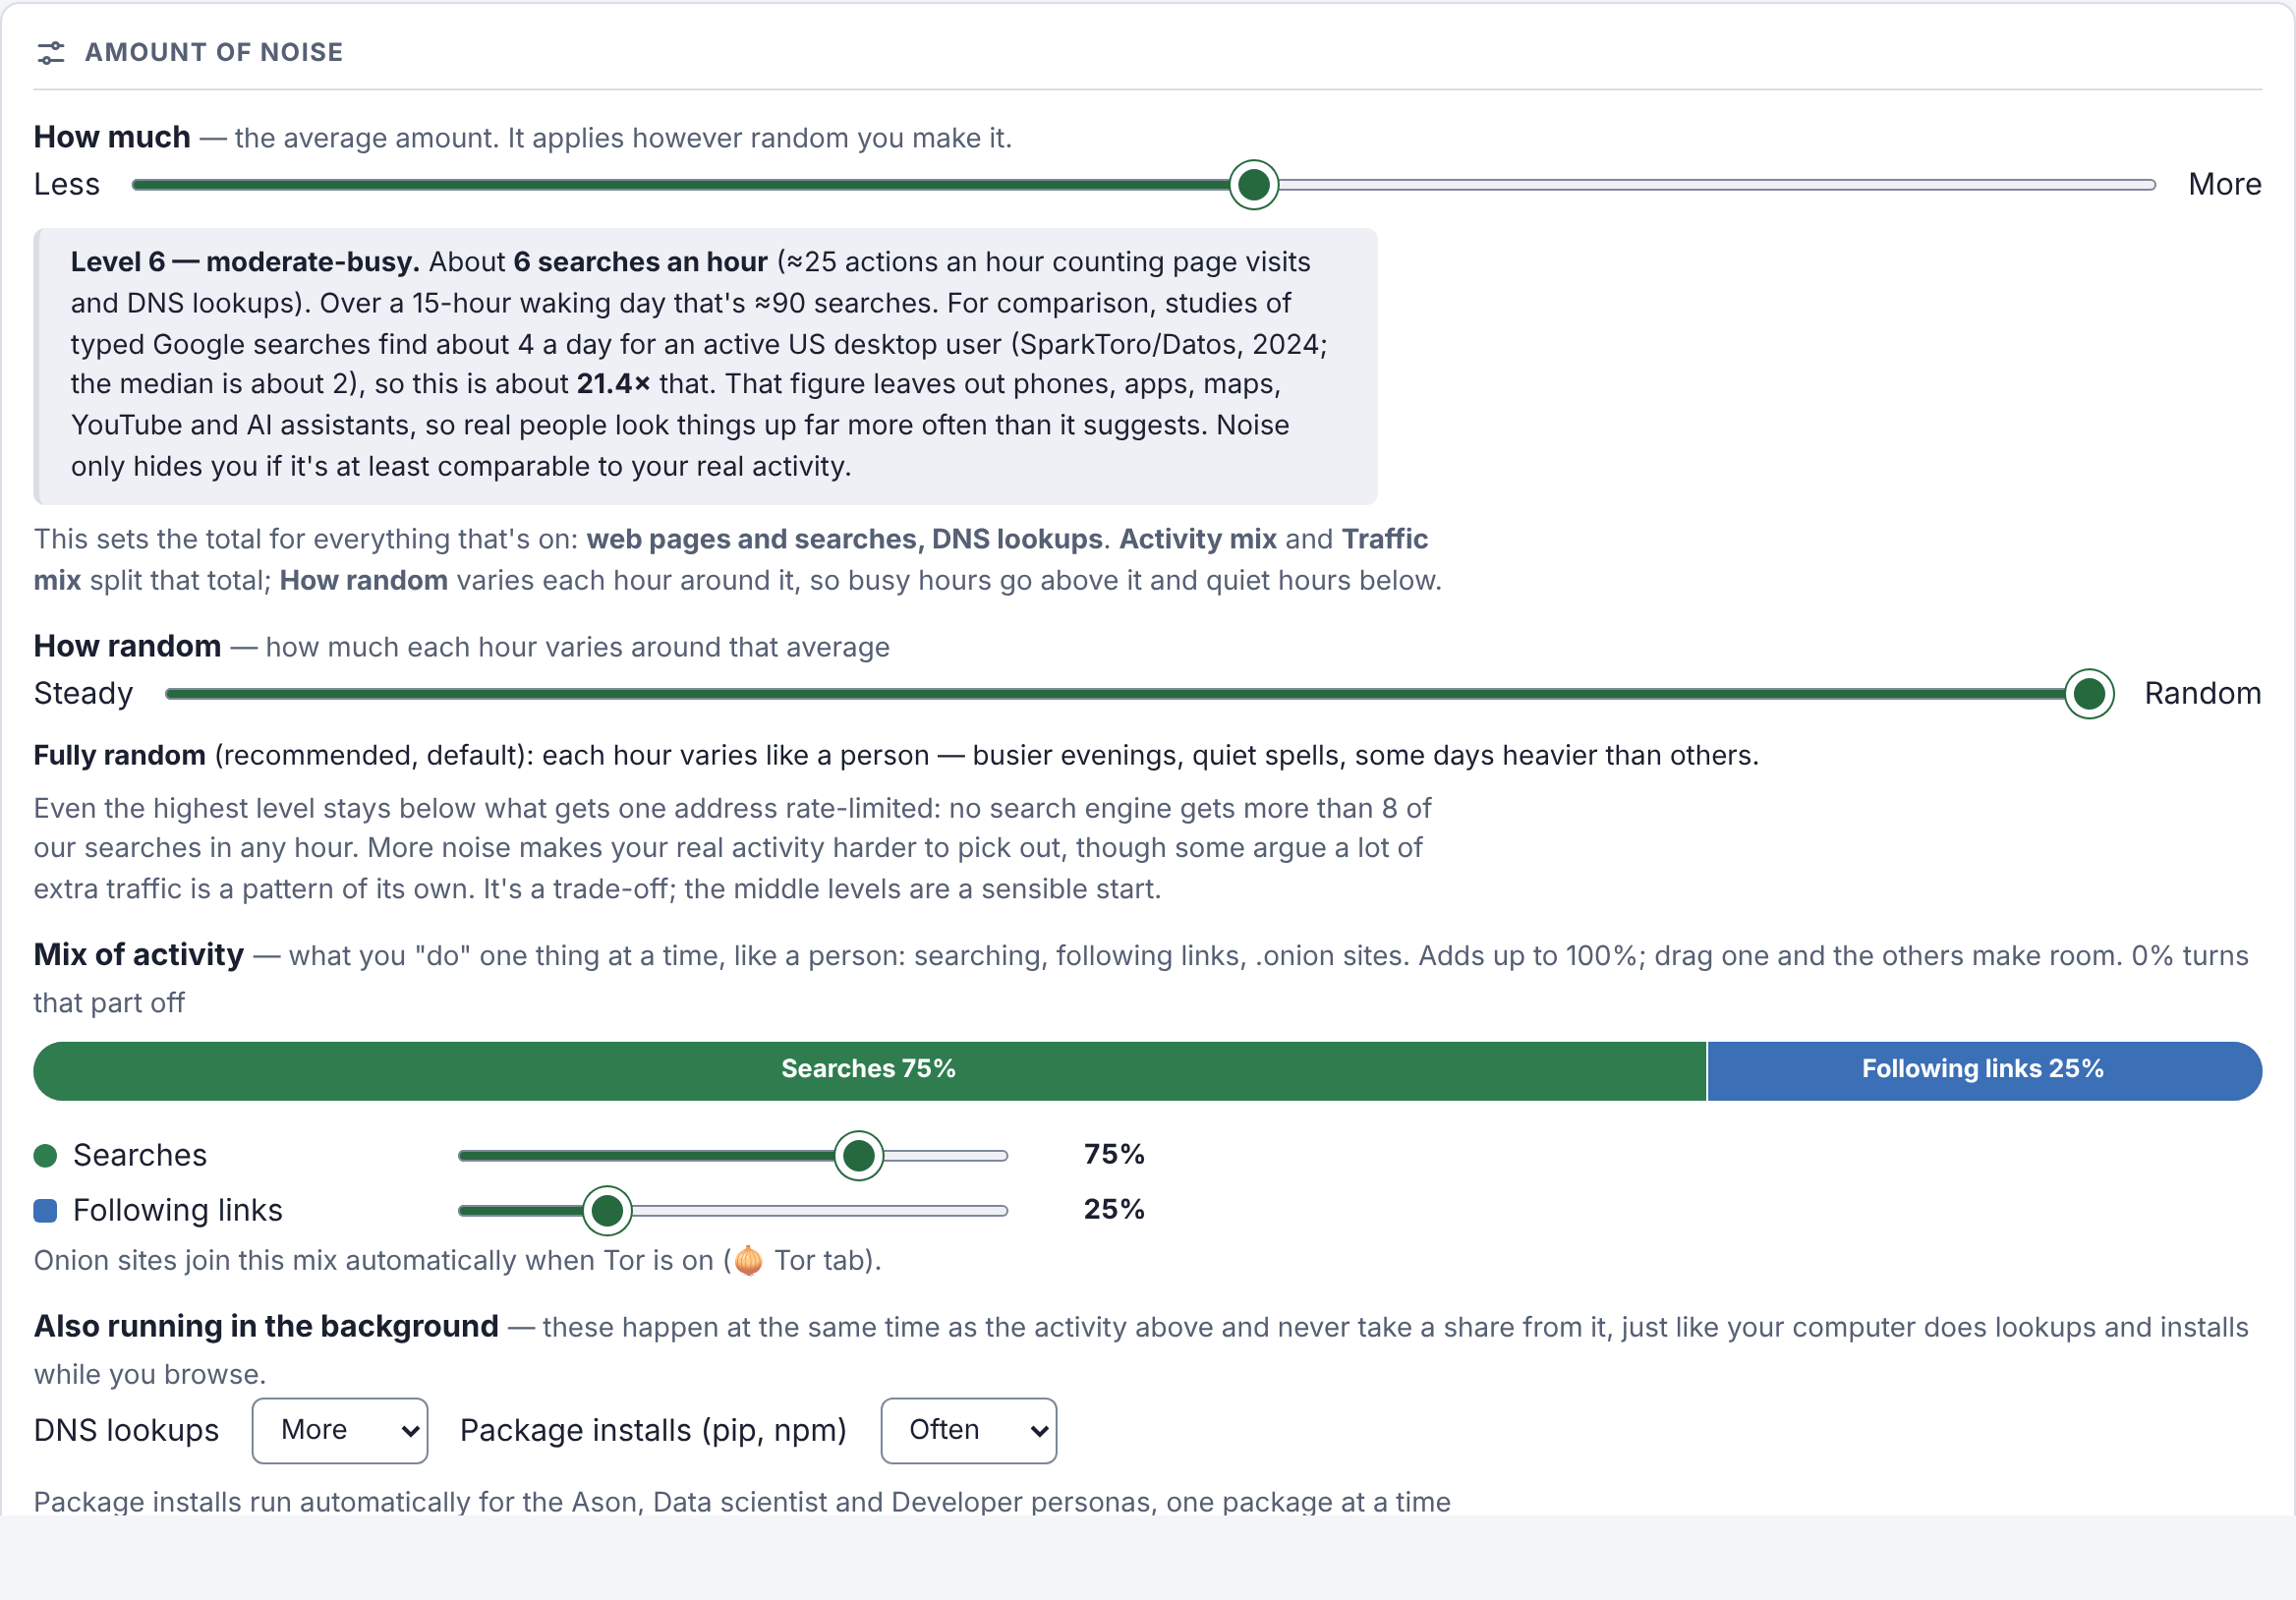 AMOUNT OF NOISE
How much — the average amount. It applies however random you make it.
Less
More
Level 6 — moderate-busy. About 6 searches an hour (≈25 actions an hour counting page visits
and DNS lookups). Over a 15-hour waking day that's ≈90 searches. For comparison, studies of
typed Google searches find about 4 a day for an active US desktop user (SparkToro/Datos, 2024;
the median is about 2), so this is about 21.4× that. That figure leaves out phones, apps, maps,
YouTube and AI assistants, so real people look things up far more often than it suggests. Noise
only hides you if it's at least comparable to your real activity.
This sets the total for everything that's on: web pages and searches, DNS lookups. Activity mix and Traffic
mix split that total; How random varies each hour around it, so busy hours go above it and quiet hours below.
How random — how much each hour varies around that average
Steady
Random
Fully random (recommended, default): each hour varies like a person — busier evenings, quiet spells, some days heavier than others.
Even the highest level stays below what gets one address rate-limited: no search engine gets more than 8 of
our searches in any hour. More noise makes your real activity harder to pick out, though some argue a lot of
extra traffic is a pattern of its own. It's a trade-off; the middle levels are a sensible start.
Mix of activity — what you "do" one thing at a time, like a person: searching, following links, .onion sites. Adds up to 100%; drag one and the others make room. 0% turns
that part off
Searches 75%
Following links 25%
Searches
75%
Following links
25%
Onion sites join this mix automatically when Tor is on (🧅 Tor tab).
Also running in the background — these happen at the same time as the activity above and never take a share from it, just like your computer does lookups and installs
while you browse.
DNS lookups
More
Package installs (pip, npm)
Often
Package installs run automatically for the Ason, Data scientist and Developer personas, one package at a time